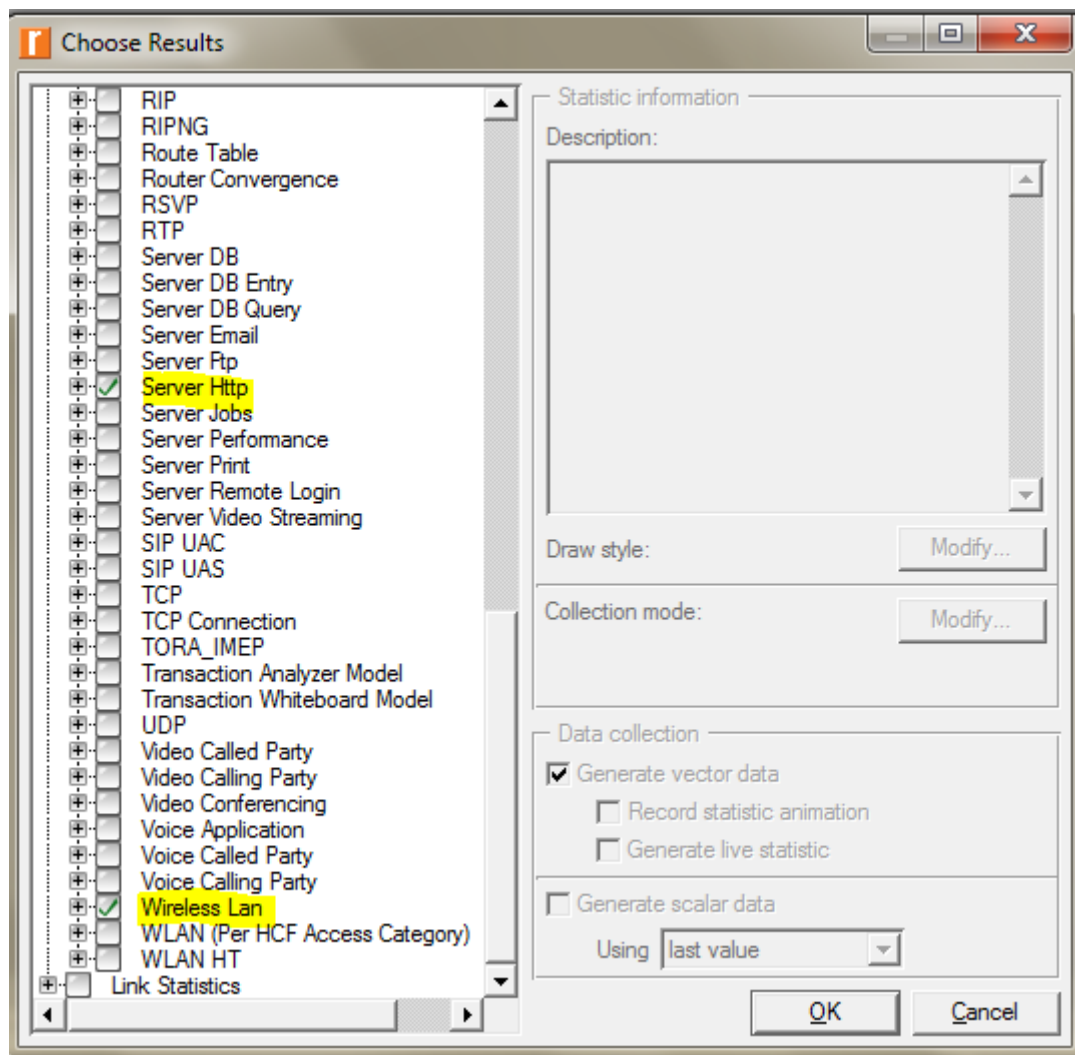 Choose Results
RIP
RIPNG
Route Table
Router Convergence
RSVP
RTP
Server DB
Server DB Entry
Server DB Query
Server Email
Server Ftp
Server Http
Server Jobs
Server Performance
Server Print
Server Remote Login
Server Video Streaming
SIP UAC
SIP UAS
TCP
TCP Connection
TORA_IMEP
Transaction Analyzer Model
Transaction Whiteboard Model
UDP
Video Called Party
Video Calling Party
Video Conferencing
Voice Application
Voice Called Party
Voice Calling Party
Wireless Lan
WLAN (Per HCF Access Category)
WLAN HT
Link Statistics
Statistic information
Description:
Draw style:
Modify...
Collection mode:
Modify...
Data collection
Generate vector data
Record statistic animation
Generate live statistic
Generate scalar data
Using last value
OK
Cancel